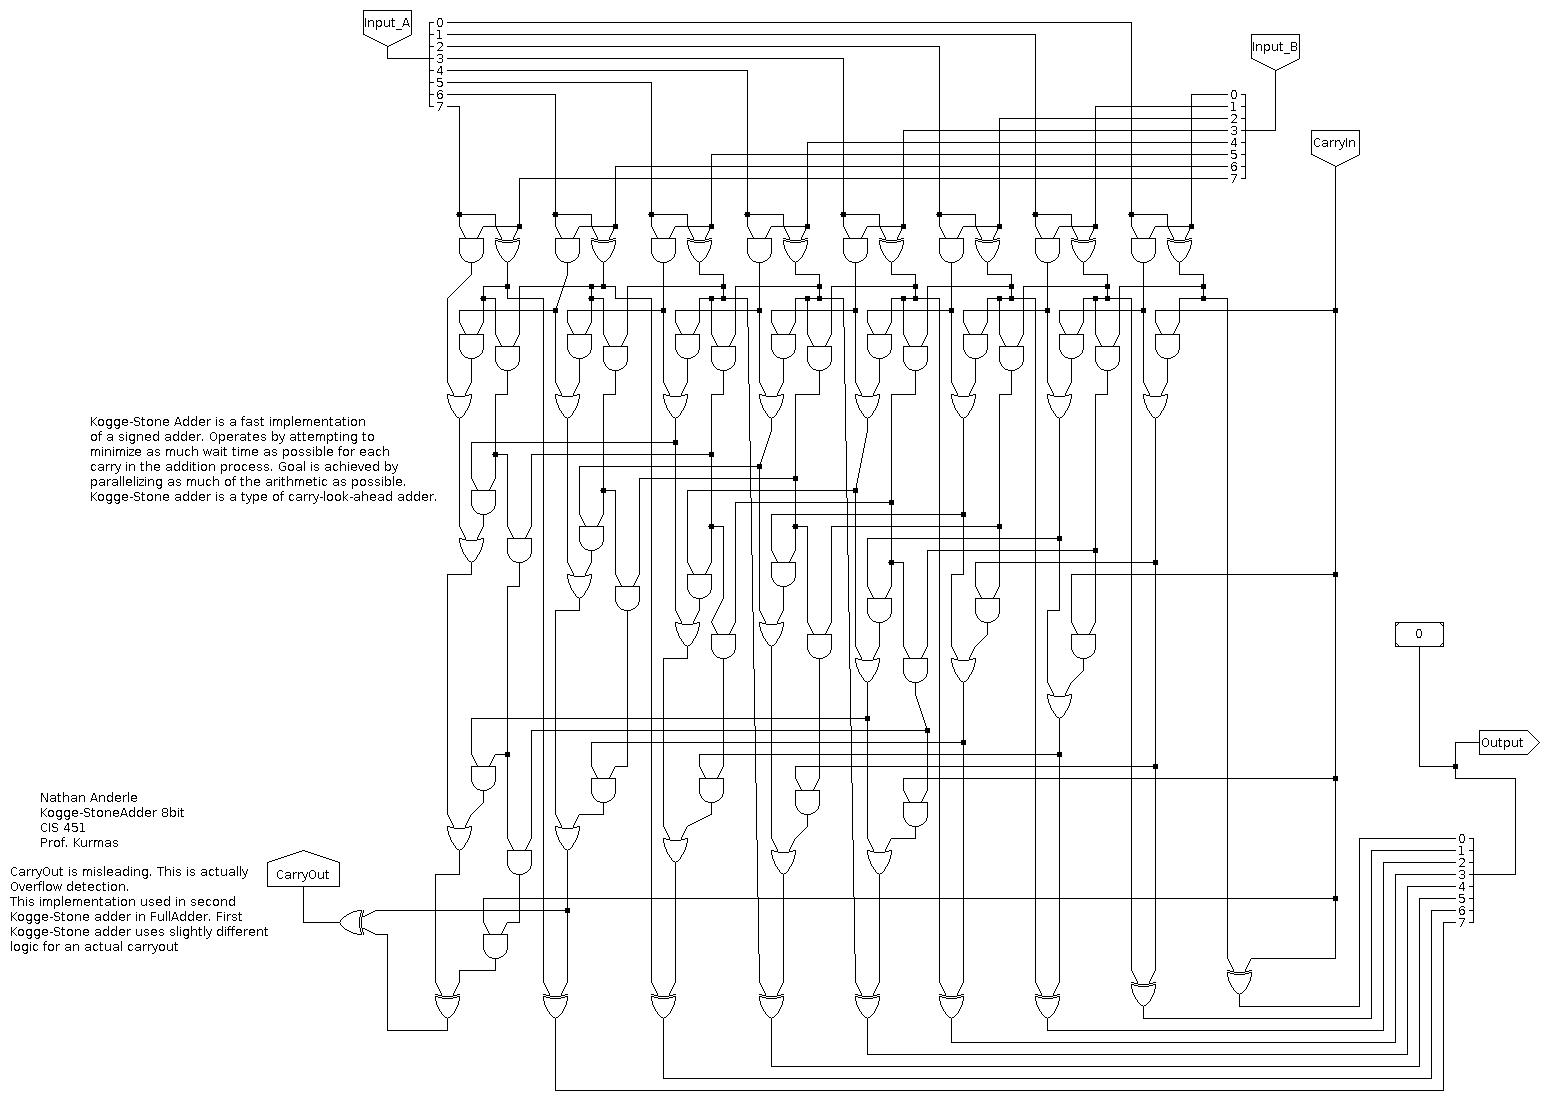 Input_A
0
1
2
3
4
5
6
7
Input_B
0
1
2
3
4
5
6
7
CarryIn
Kogge-Stone Adder is a fast implementation
of a signed adder. Operates by attempting to
minimize as much wait time as possible for each
carry in the addition process. Goal is achieved by
parallelizing as much of the arithmetic as possible.
Kogge-Stone adder is a type of carry-look-ahead adder.
0
Output
Nathan Anderle
Kogge-StoneAdder 8bit
CIS 451
Prof. Kurmas
0
1
2
3
4
5
6
7
CarryOut is misleading. This is actually
Overflow detection.
This implementation used in second
Kogge-Stone adder in FullAdder. First
Kogge-Stone adder uses slightly different
logic for an actual carryout
CarryOut